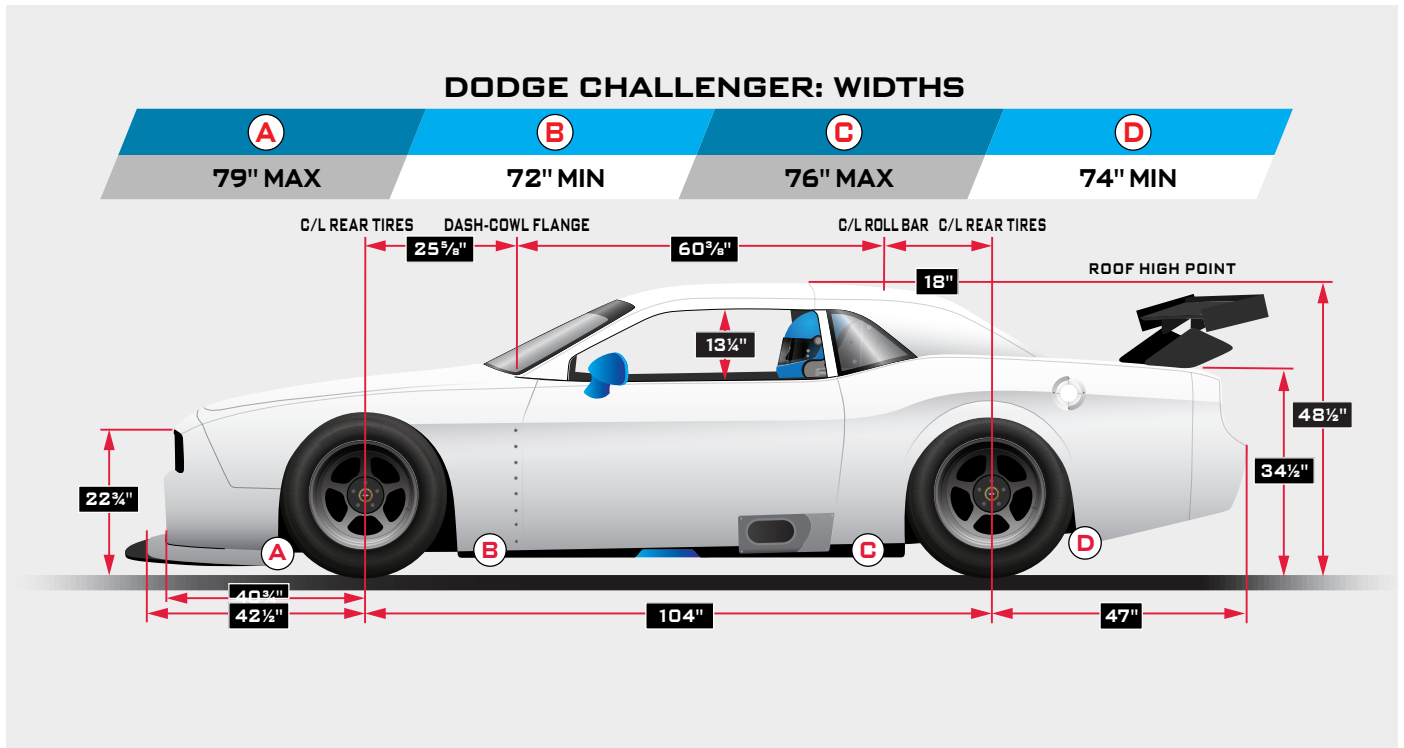 DODGE CHALLENGER: WIDTHS
A B C D
79" MAX 72" MIN 76" MAX 74" MIN
C/L REAR TIRES DASH-COWL FLANGE C/L ROLL BAR C/L REAR TIRES
25⅝" 60⅜"
ROOF HIGH POINT
18"
13¼"
48½"
34½"
22¾"
A B C D
40¾"
42½" 104" 47"